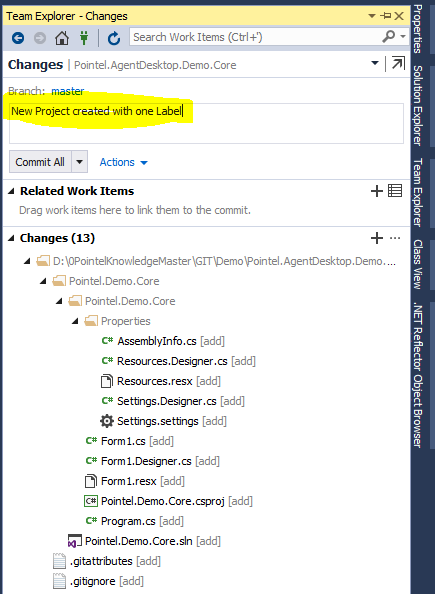 Team Explorer - Changes
Search Work Items (Ctrl+')
Changes | Pointel.AgentDesktop.Demo.Core
Branch: master
New Project created with one Label
Commit All
Actions
Related Work Items
Drag work items here to link them to the commit.
Changes (13)
D:\0PointelKnowledgeMaster\GIT\Demo\Pointel.AgentDesktop.Demo....
Pointel.Demo.Core
Pointel.Demo.Core
Properties
C# AssemblyInfo.cs [add]
C# Resources.Designer.cs [add]
Resources.resx [add]
C# Settings.Designer.cs [add]
Settings.settings [add]
C# Form1.cs [add]
C# Form1.Designer.cs [add]
Form1.resx [add]
C# Pointel.Demo.Core.csproj [add]
C# Program.cs [add]
Pointel.Demo.Core.sln [add]
.gitattributes [add]
.gitignore [add]
Properties
Solution Explorer
Team Explorer
Class View
.NET Reflector Object Browser